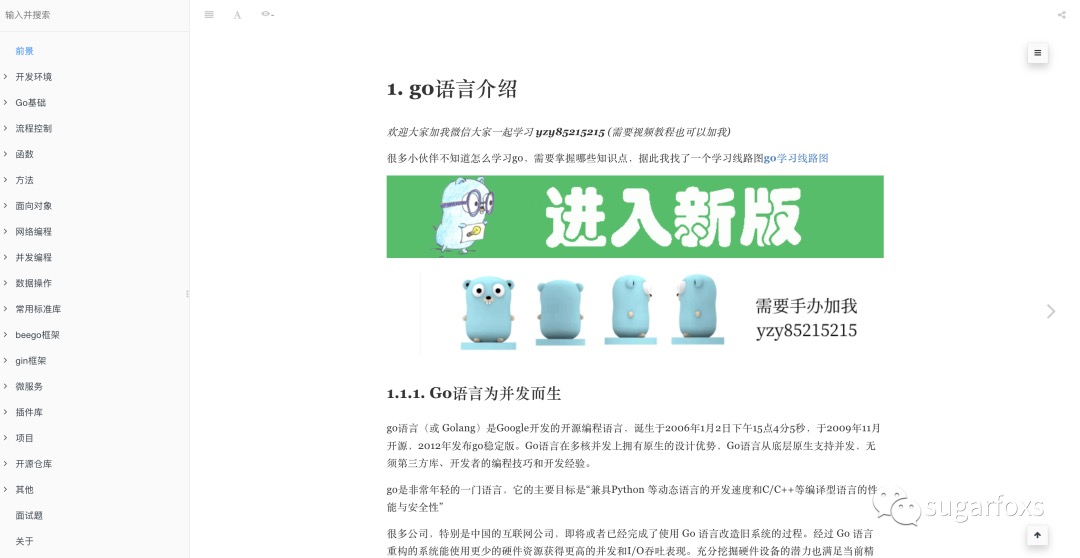 输入并搜索
前景
开发环境
Go基础
流程控制
函数
方法
面向对象
网络编程
并发编程
数据操作
常用标准库
beego框架
gin框架
微服务
插件库
项目
开源仓库
其他
面试题
关于
A
1. go语言介绍
欢迎大家加我微信大家一起学习 yzy85215215 (需要视频教程也可以加我)
很多小伙伴不知道怎么学习go，需要掌握哪些知识点，据此我找了一个学习线路图go学习线路图
进入新版
需要手办加我
yzy85215215
1.1.1. Go语言为并发而生
go语言（或 Golang）是Google开发的开源编程语言，诞生于2006年1月2日下午15点4分5秒，于2009年11月
开源，2012年发布go稳定版。Go语言在多核并发上拥有原生的设计优势，Go语言从底层原生支持并发，无
须第三方库、开发者的编程技巧和开发经验。
go是非常年轻的一门语言，它的主要目标是“兼具Python 等动态语言的开发速度和C/C++等编译型语言的性
能与安全性”
很多公司，特别是中国的互联网公司，即将或者已经完成了使用 Go 语言改造旧系统的过程。经过 Go 语言
重构的系统能使用更少的硬件资源获得更高的并发和I/O吞吐表现。充分挖掘硬件设备的潜力也满足当前精
sugarfoxs